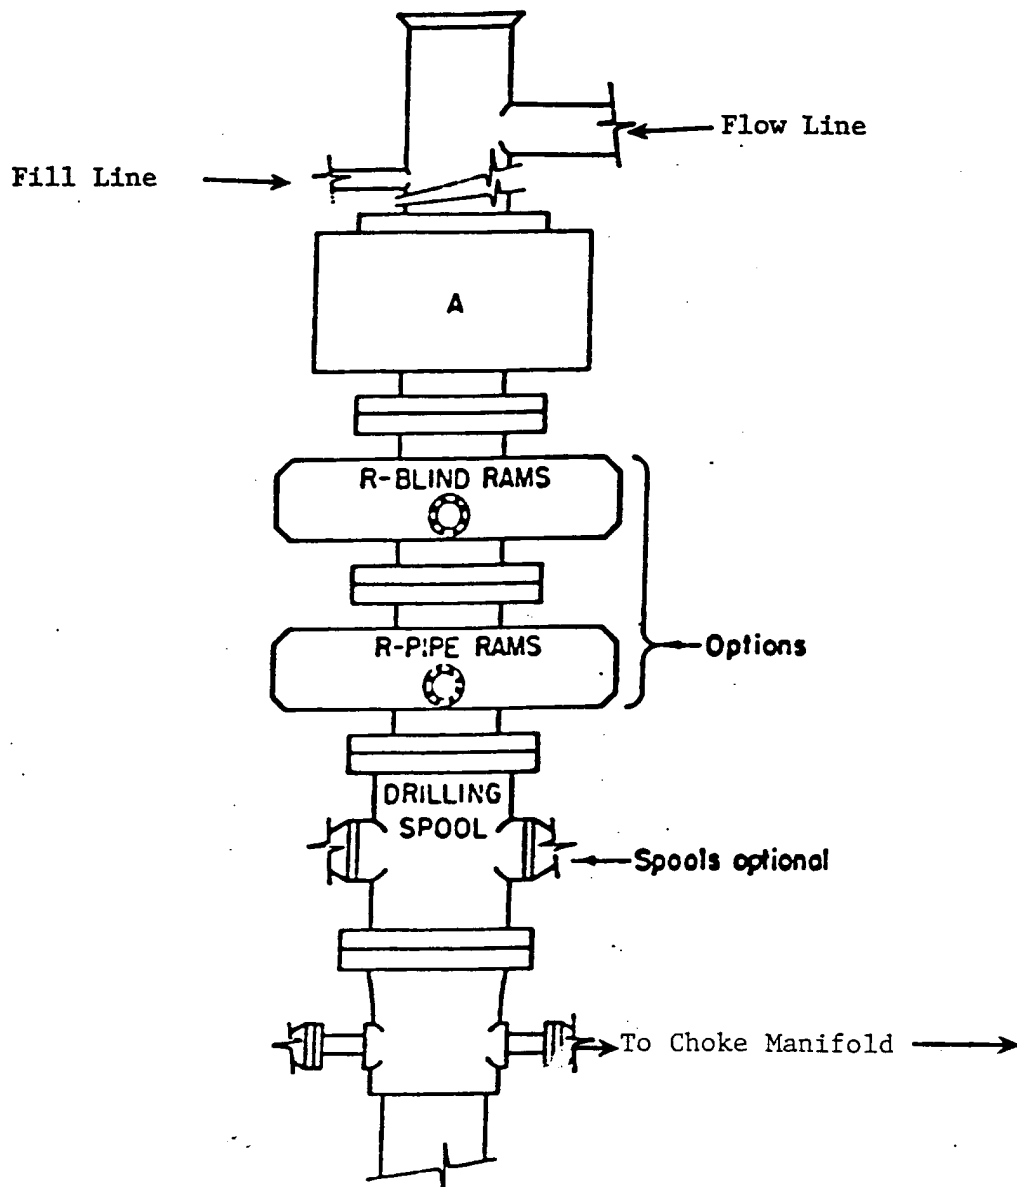 Flow Line
Fill Line
A
R-BLIND RAMS
R-PIPE RAMS
Options
DRILLING
SPOOL
Spools optional
To Choke Manifold